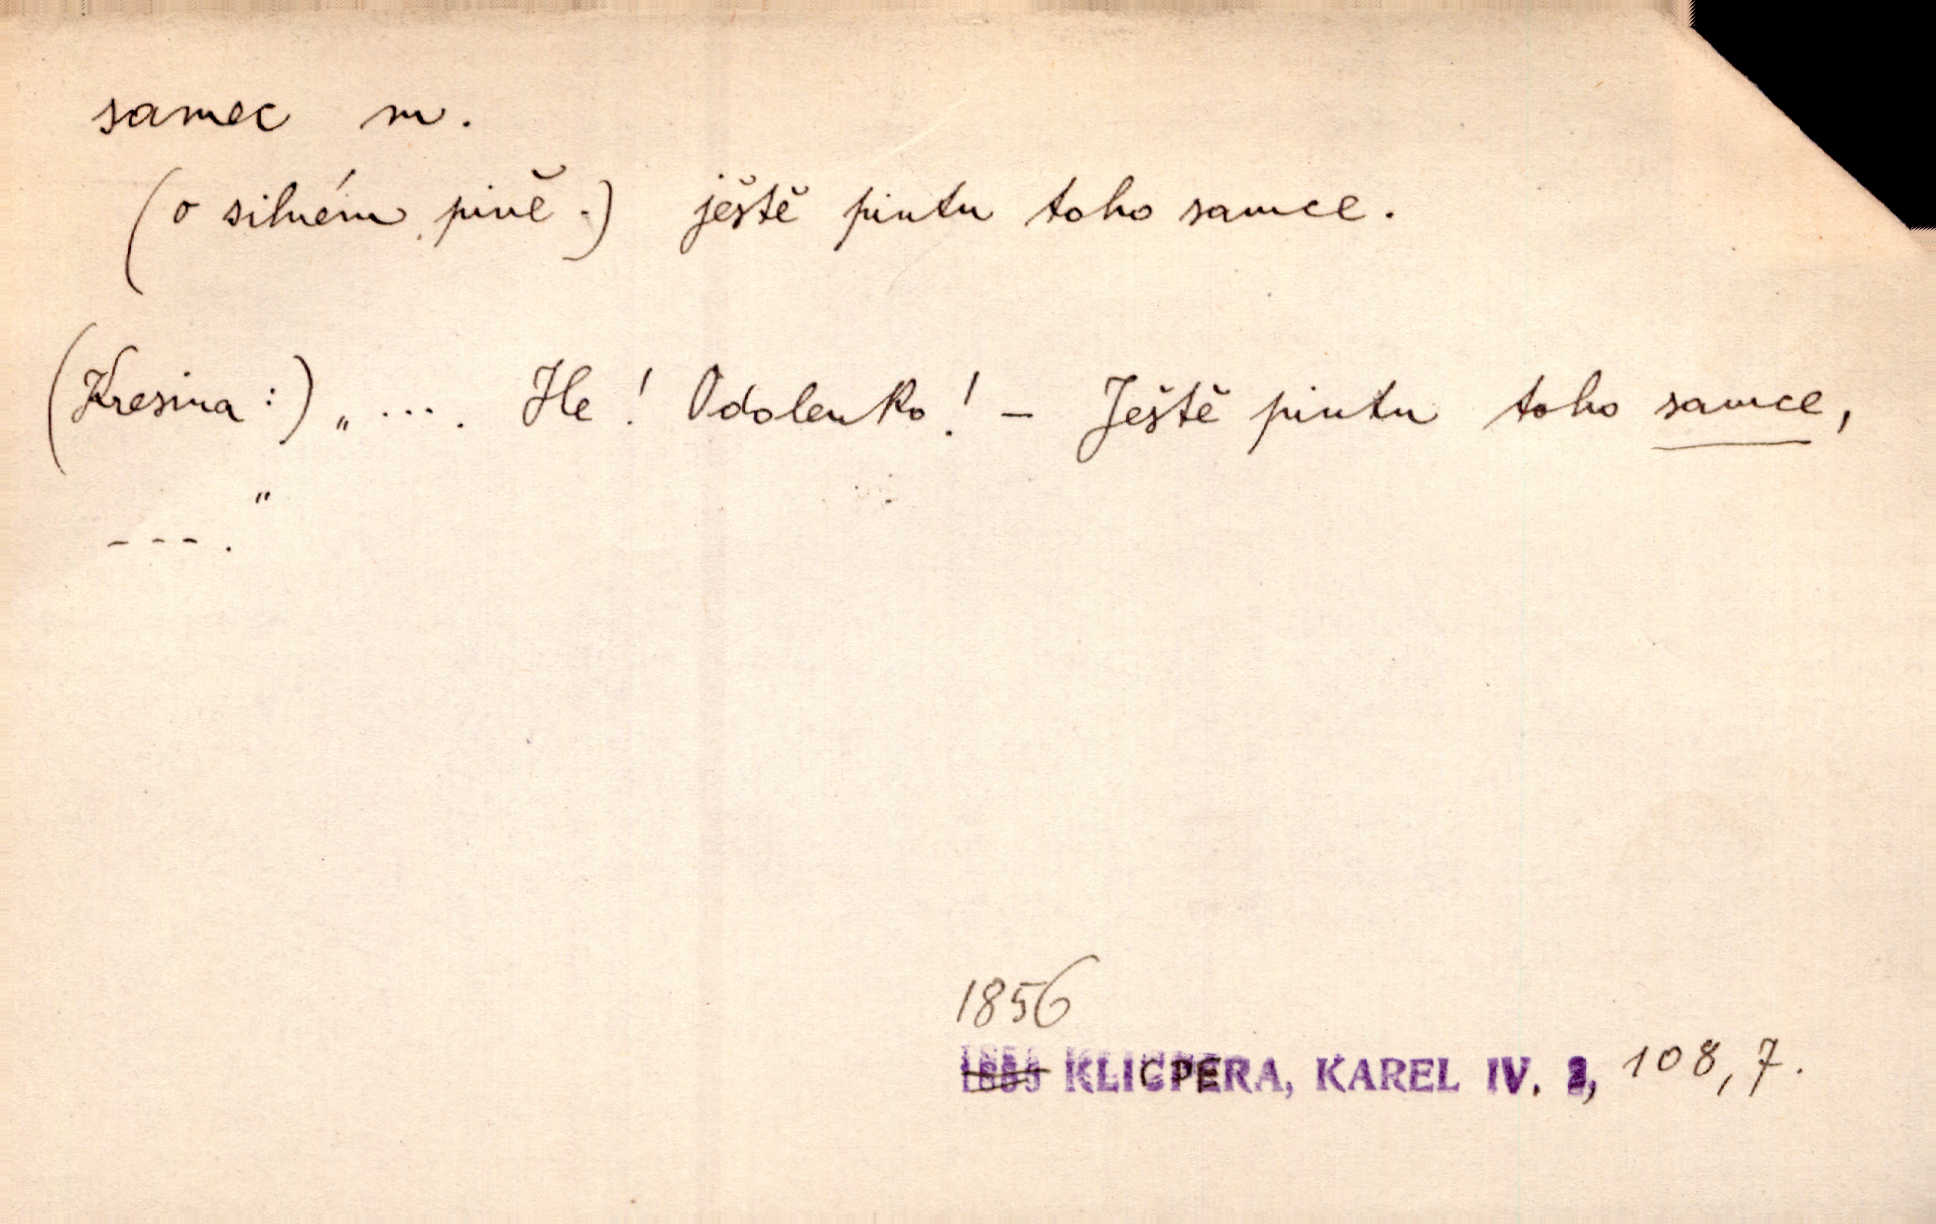 samec m.
(o silném pivě.) ještě pintu toho samce.
(Kresina:) „ .... He! Odolenko! – Ještě pintu toho samce,
---."
1856
KLICPERA, KAREL IV. 2, 108,7.